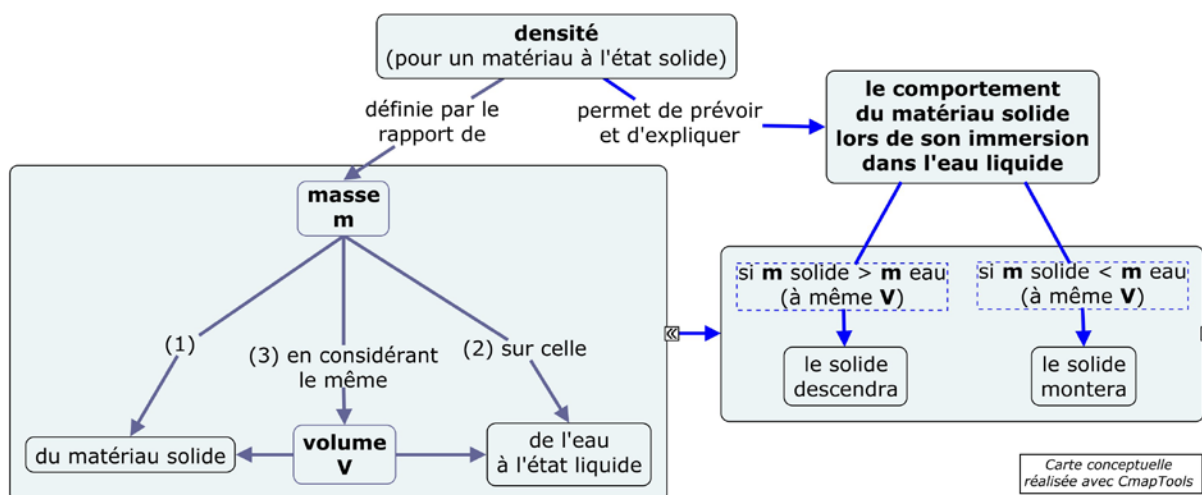 densité
(pour un matériau à l'état solide)
définie par le
rapport de
permet de prévoir
et d'expliquer
le comportement
du matériau solide
lors de son immersion
dans l'eau liquide
masse
m
(1)
(3) en considérant
le même
(2) sur celle
du matériau solide
volume
V
de l'eau
à l'état liquide
si m solide > m eau
(à même V)
si m solide < m eau
(à même V)
le solide
descendra
le solide
montera
Carte conceptuelle
réalisée avec CmapTools